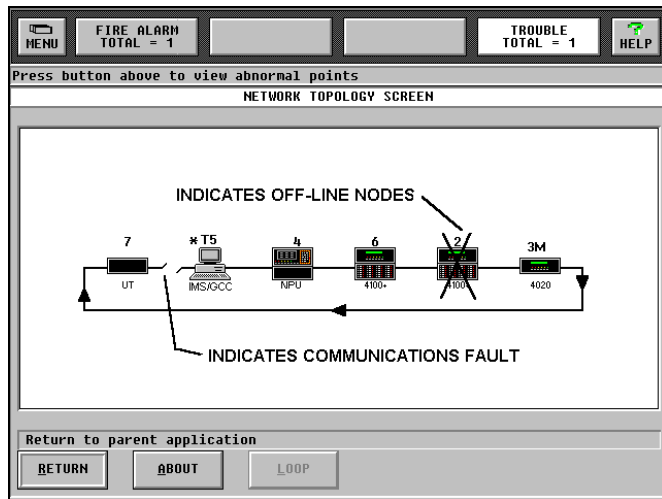 MENU
FIRE ALARM
TOTAL = 1
TROUBLE
TOTAL = 1
?
HELP
Press button above to view abnormal points
NETWORK TOPOLOGY SCREEN
INDICATES OFF-LINE NODES
7
* T5
4
6
2
3M
UT
IMS/GCC
NPU
4100+
4100+
4020
INDICATES COMMUNICATIONS FAULT
Return to parent application
RETURN
ABOUT
LOOP